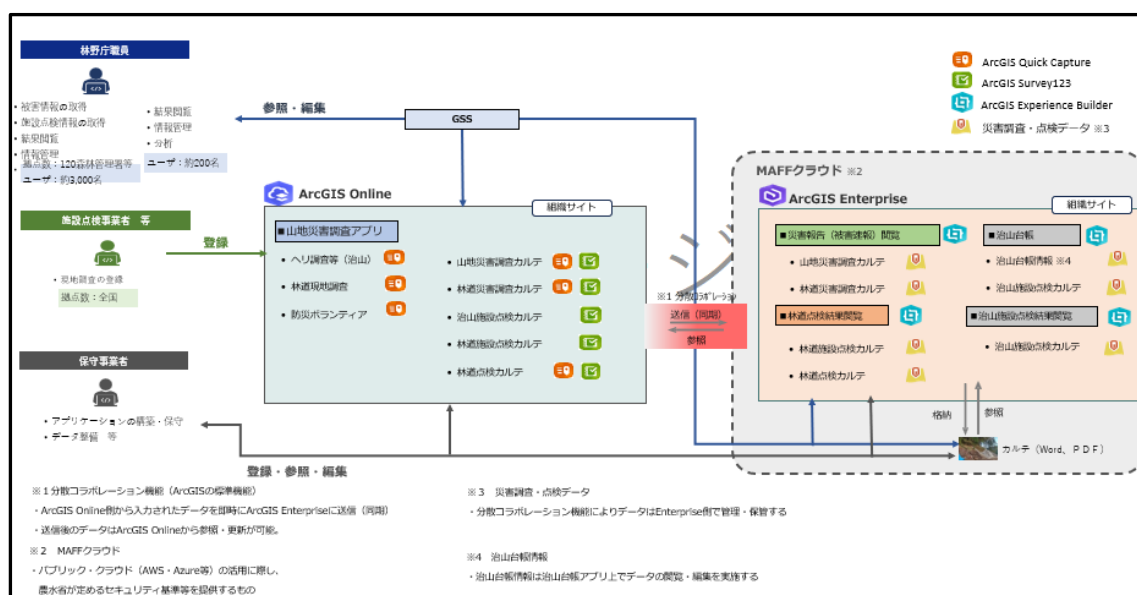 林野庁職員
・被害情報の取得
・施設点検情報の取得
・結果閲覧
・情報管理
拠点数：120森林管理署等
ユーザ：約3,000名
・結果閲覧
・情報管理
・分析
ユーザ：約200名
参照・編集
GSS
ArcGIS Quick Capture
ArcGIS Survey123
ArcGIS Experience Builder
災害調査・点検データ ※3
施設点検事業者 等
・現地調査の登録
拠点数：全国
登録
保守事業者
・アプリケーションの構築・保守
・データ整備 等
登録・参照・編集
ArcGIS Online
組織サイト
■山地災害調査アプリ
・ヘリ調査等（治山）
・林道現地調査
・防災ボランティア
・山地災害調査カルテ
・林道災害調査カルテ
・治山施設点検カルテ
・林道施設点検カルテ
・林道点検カルテ
ジ
※1 分散コラボレーション
送信（同期）
参照
MAFFクラウド ※2
ArcGIS Enterprise
組織サイト
■災害報告（被害速報）閲覧
・山地災害調査カルテ
・林道災害調査カルテ
■林道点検結果閲覧
・林道施設点検カルテ
・林道点検カルテ
■治山台帳
・治山台帳情報 ※4
・治山施設点検カルテ
■治山施設点検結果閲覧
・治山施設点検カルテ
格納
参照
カルテ（Word、PDF）
※１分散コラボレーション機能（ArcGISの標準機能）
・ArcGIS Online側から入力されたデータを即時にArcGIS Enterpriseに送信（同期）
・送信後のデータはArcGIS Onlineから参照・更新が可能。
※２ MAFFクラウド
・パブリック・クラウド（AWS・Azure等）の活用に際し、
農水省が定めるセキュリティ基準等を提供するもの
※３ 災害調査・点検データ
・分散コラボレーション機能によりデータはEnterprise側で管理・保管する
※4 治山台帳情報
・治山台帳情報は治山台帳アプリ上でデータの閲覧・編集を実施する